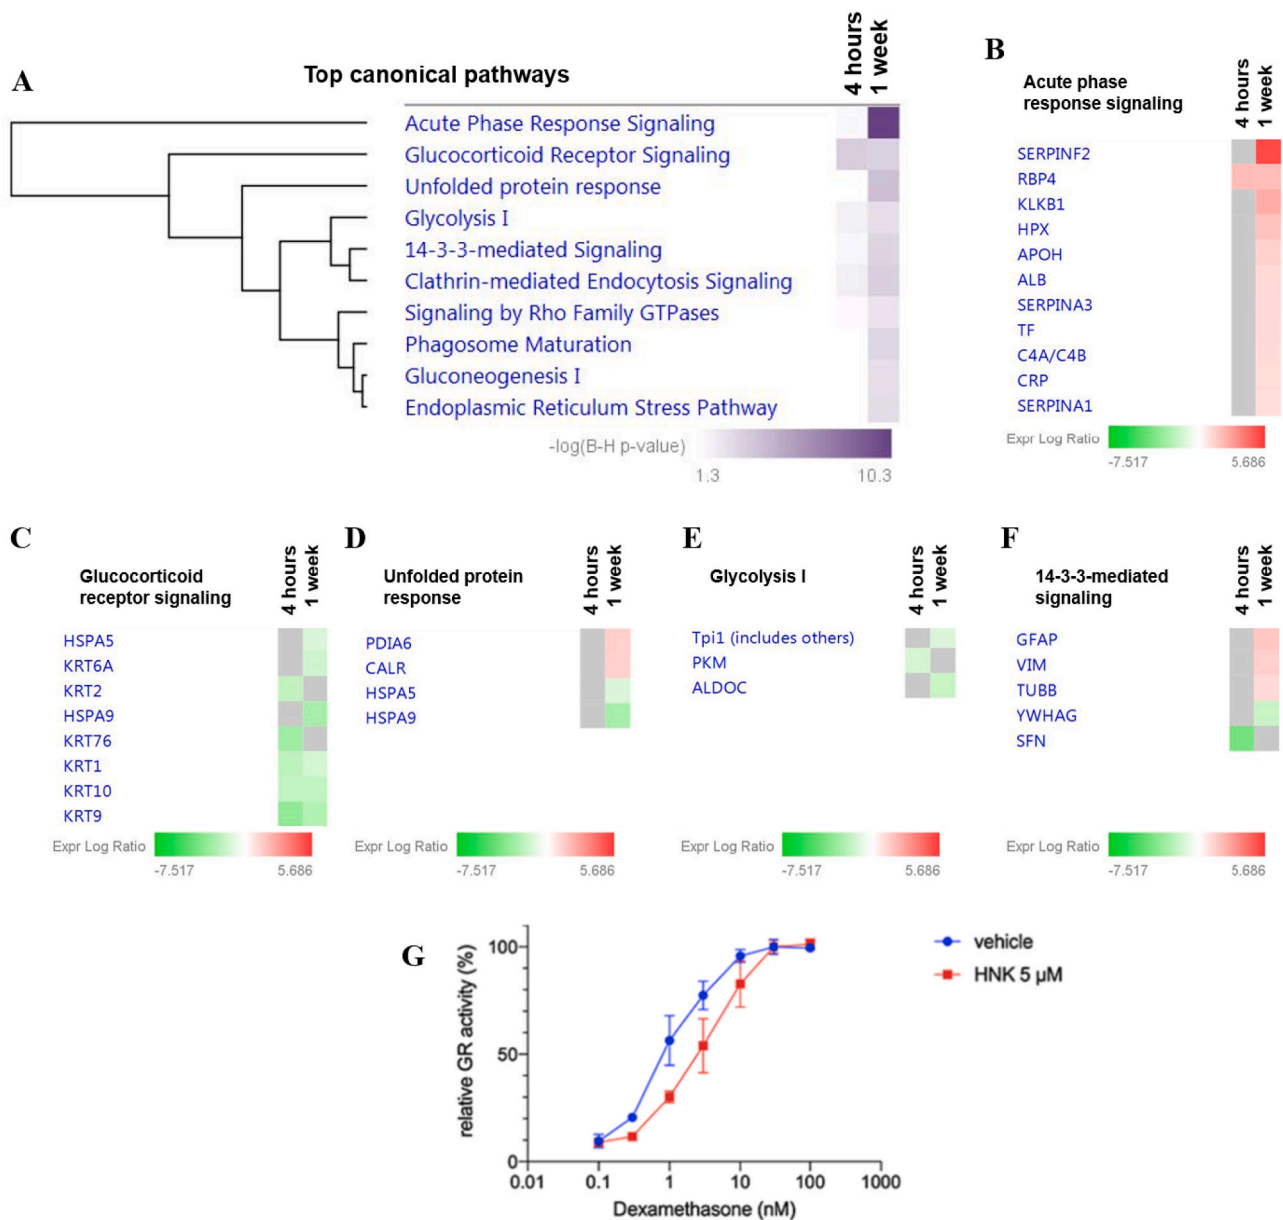 A
Top canonical pathways
4 hours
1 week
Acute Phase Response Signaling
Glucocorticoid Receptor Signaling
Unfolded protein response
Glycolysis I
14-3-3-mediated Signaling
Clathrin-mediated Endocytosis Signaling
Signaling by Rho Family GTPases
Phagosome Maturation
Gluconeogenesis I
Endoplasmic Reticulum Stress Pathway
-log(B-H p-value)
1.3
10.3
B
Acute phase
response signaling
4 hours
1 week
SERPINF2
RBP4
KLKB1
HPX
APOH
ALB
SERPINA3
TF
C4A/C4B
CRP
SERPINA1
Expr Log Ratio
-7.517
5.686
C
Glucocorticoid
receptor signaling
4 hours
1 week
HSPA5
KRT6A
KRT2
HSPA9
KRT76
KRT1
KRT10
KRT9
Expr Log Ratio
-7.517
5.686
D
Unfolded protein
response
4 hours
1 week
PDIA6
CALR
HSPA5
HSPA9
Expr Log Ratio
-7.517
5.686
E
Glycolysis I
4 hours
1 week
Tpi1 (includes others)
PKM
ALDOC
Expr Log Ratio
-7.517
5.686
F
14-3-3-mediated
signaling
4 hours
1 week
GFAP
VIM
TUBB
YWHAG
SFN
Expr Log Ratio
-7.517
5.686
G
relative GR activity (%)
100
50
0
0.01
0.1
1
10
100
1000
Dexamethasone (nM)
vehicle
HNK 5 μM